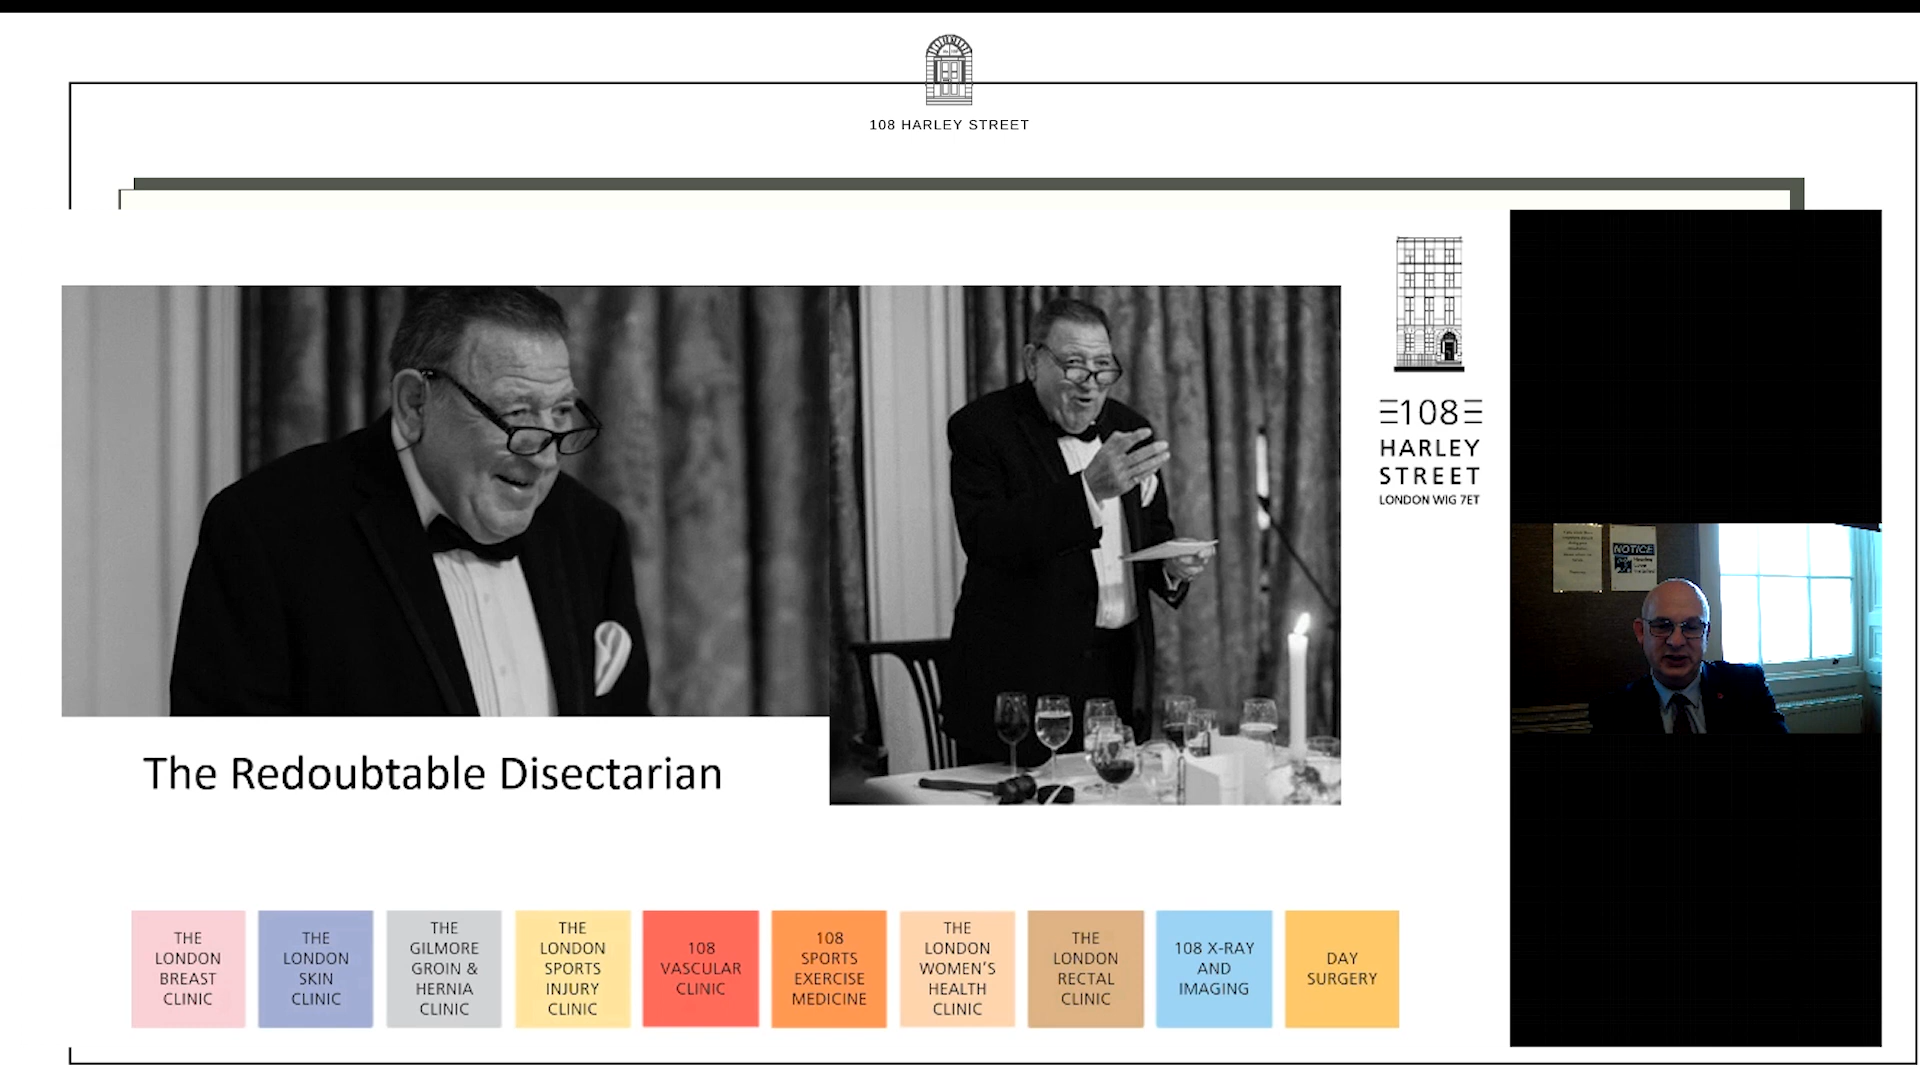 108 HARLEY STREET
108
HARLEY
STREET
LONDON W1G 7ET
NOTICE
The Redoubtable Disectarian
THE
LONDON
BREAST
CLINIC
THE
LONDON
SKIN
CLINIC
THE
GILMORE
GROIN &
HERNIA
CLINIC
THE
LONDON
SPORTS
INJURY
CLINIC
108
VASCULAR
CLINIC
108
SPORTS
EXERCISE
MEDICINE
THE
LONDON
WOMEN'S
HEALTH
CLINIC
THE
LONDON
RECTAL
CLINIC
108 X-RAY
AND
IMAGING
DAY
SURGERY